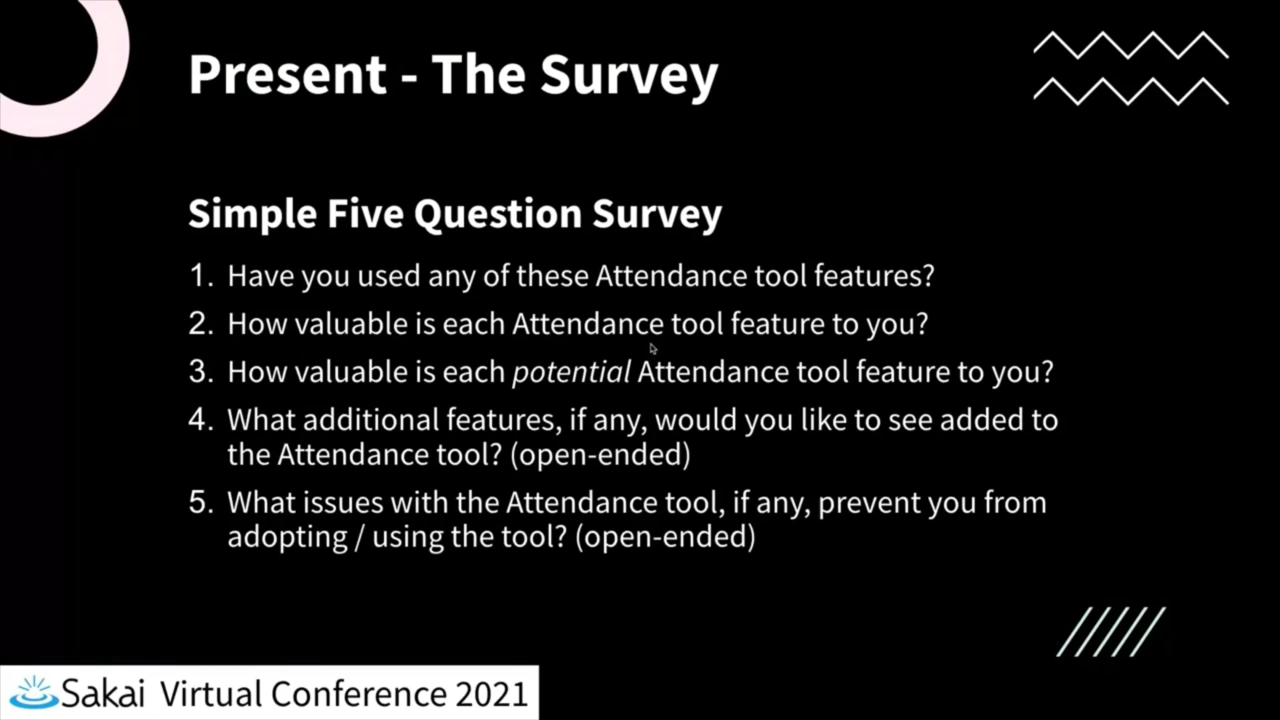 Present - The Survey
Simple Five Question Survey
1. Have you used any of these Attendance tool features?
2. How valuable is each Attendance tool feature to you?
3. How valuable is each potential Attendance tool feature to you?
4. What additional features, if any, would you like to see added to
the Attendance tool? (open-ended)
5. What issues with the Attendance tool, if any, prevent you from
adopting / using the tool? (open-ended)
Sakai Virtual Conference 2021